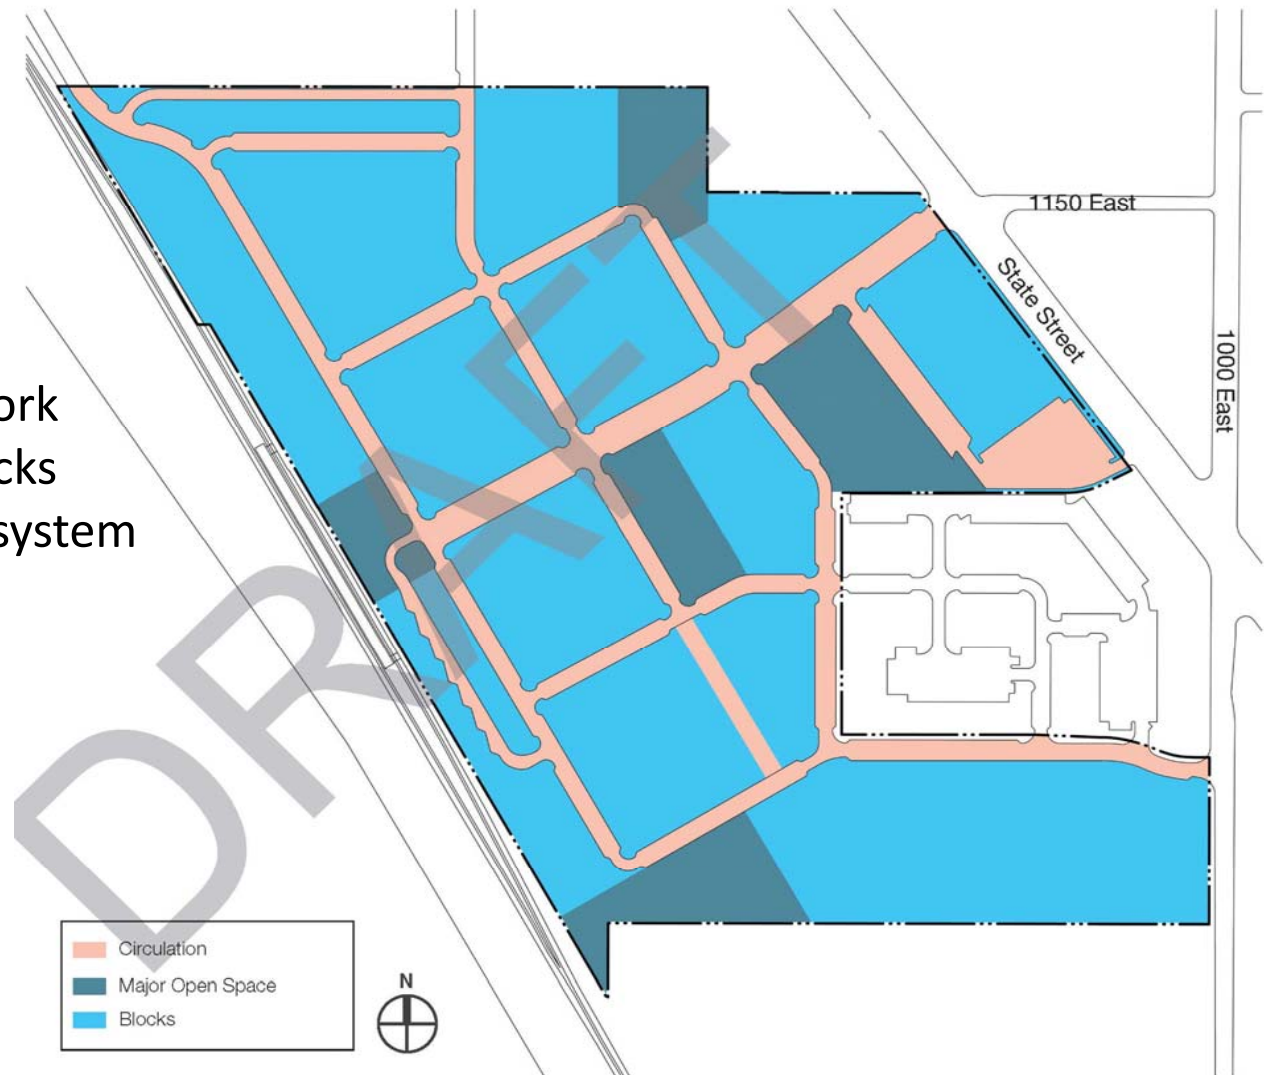 1150 East
State Street
1000 East
ork
cks
system
DRAFT
Circulation
Major Open Space
Blocks
N